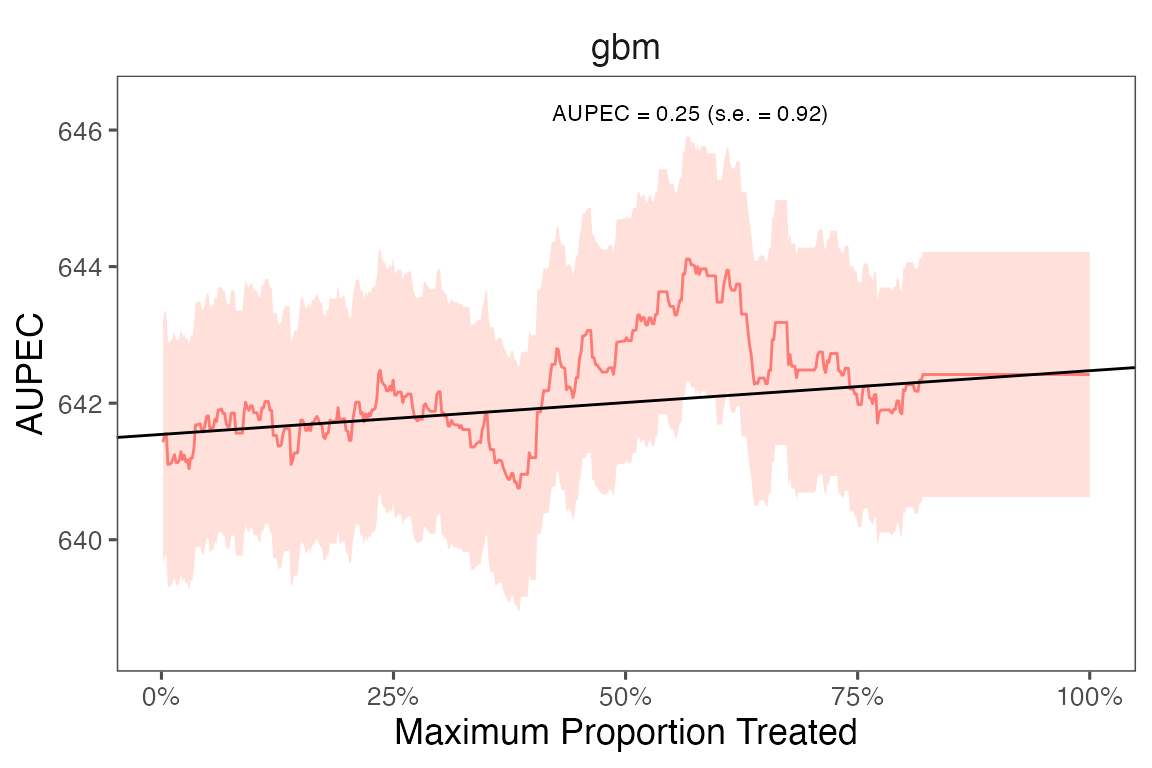 gbm
AUPEC = 0.25 (s.e. = 0.92)
646
644
642
640
AUPEC
0% 25% 50% 75% 100%
Maximum Proportion Treated